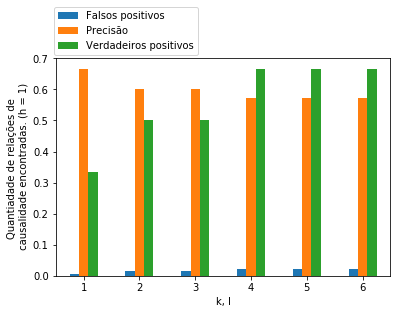 Falsos positivos
Precisão
Verdadeiros positivos
Quantiadade de relações de
causalidade encontradas. (h = 1)
0.7
0.6
0.5
0.4
0.3
0.2
0.1
0.0
1 2 3 4 5 6
k, l